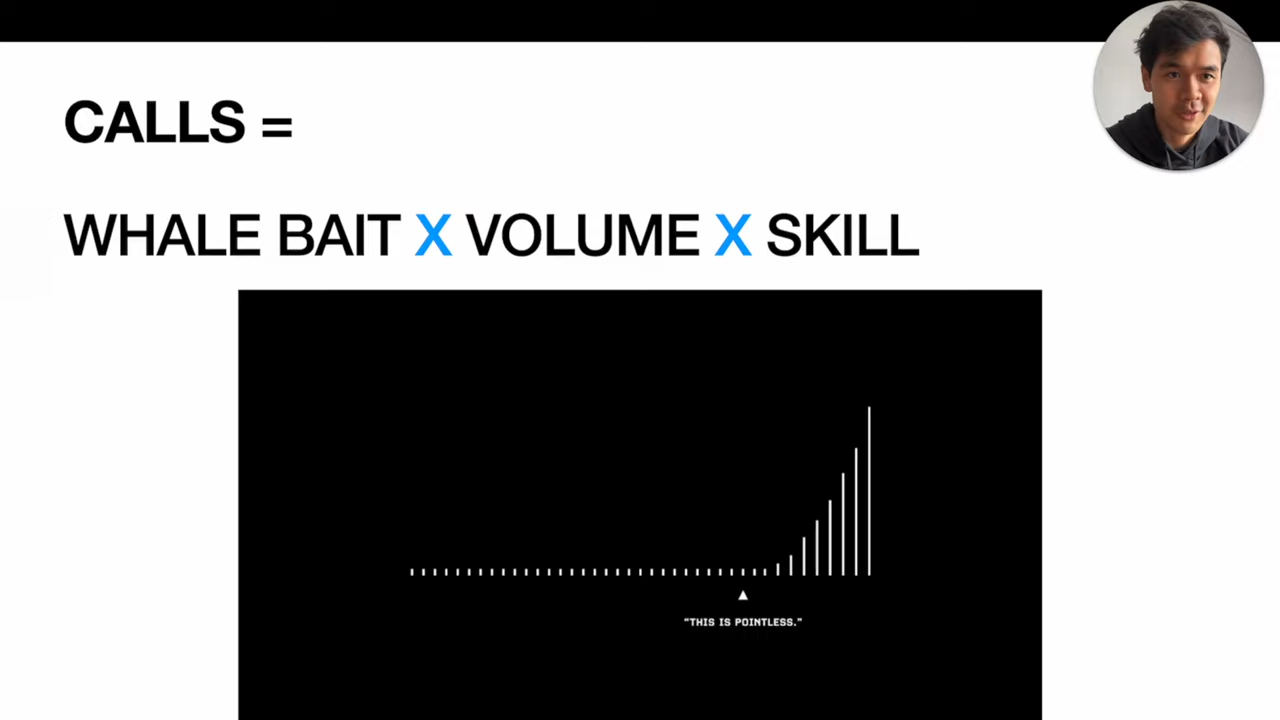 CALLS =
WHALE BAIT X VOLUME X SKILL
"THIS IS POINTLESS."